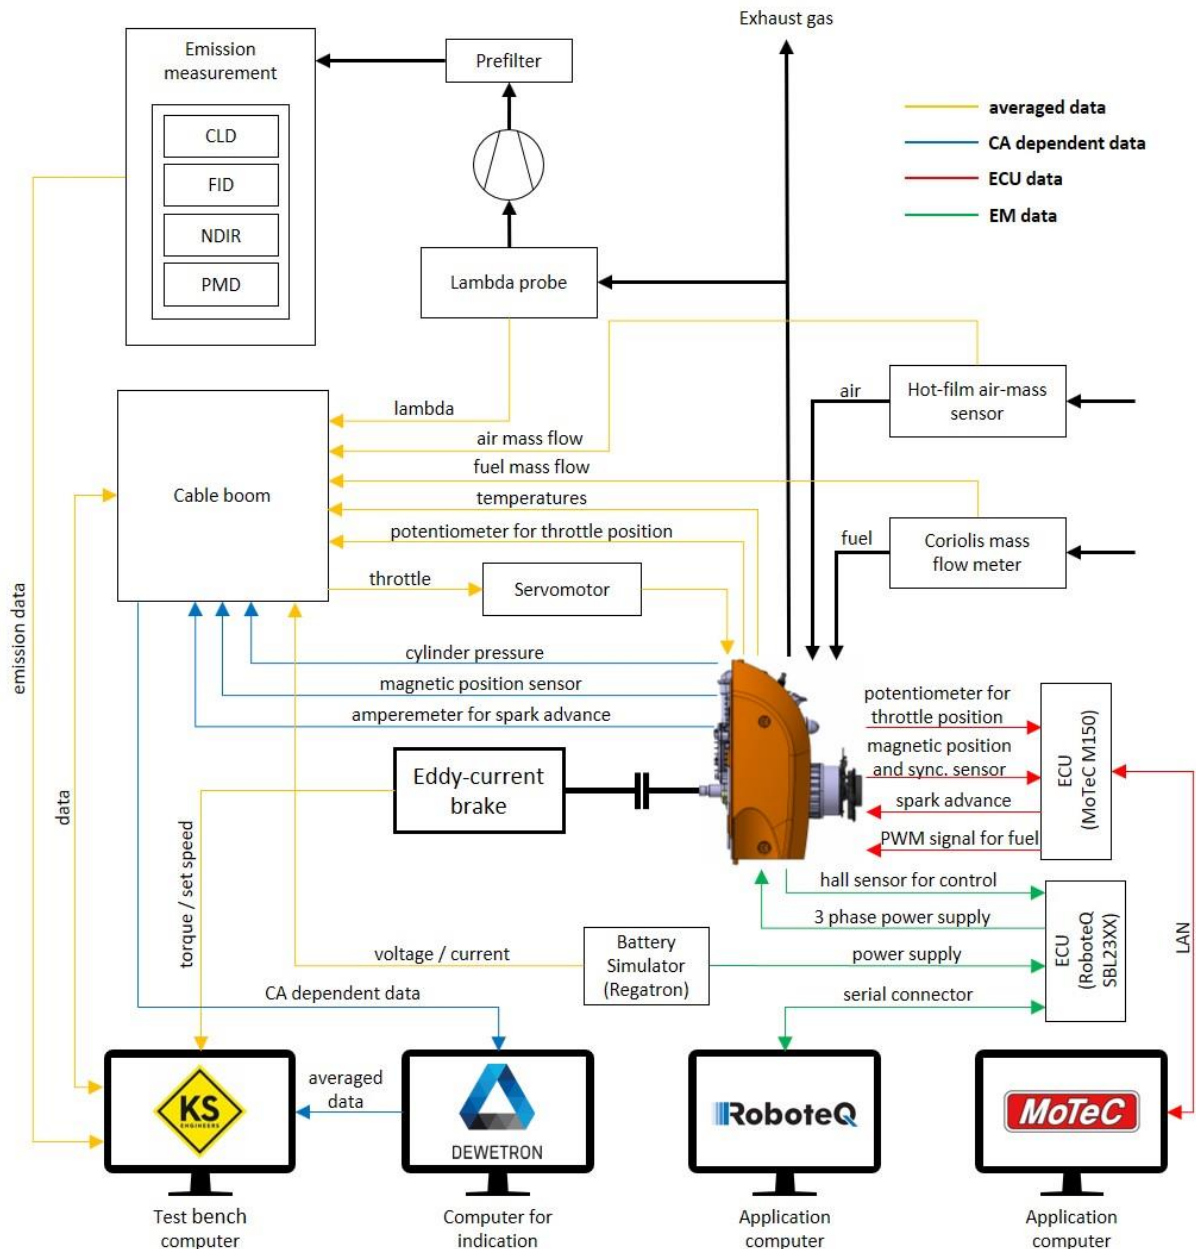 Exhaust gas
Emission
measurement
Prefilter
CLD
FID
NDIR
PMD
averaged data
CA dependent data
ECU data
EM data
Lambda probe
Hot-film air-mass
sensor
air
lambda
air mass flow
fuel mass flow
temperatures
potentiometer for throttle position
throttle
Cable boom
Servomotor
fuel
Coriolis mass
flow meter
emission data
data
cylinder pressure
magnetic position sensor
amperemeter for spark advance
Eddy-current
brake
torque / set speed
potentiometer for
throttle position
magnetic position
and sync. sensor
spark advance
PWM signal for fuel
ECU
(MoTeC M150)
hall sensor for control
3 phase power supply
power supply
serial connector
ECU
(RoboteQ
SBL23XX)
LAN
voltage / current
Battery
Simulator
(Regatron)
CA dependent data
averaged
data
KS
ENGINEERS
DEWETRON
RoboteQ
MoTeC
Test bench
computer
Computer for
indication
Application
computer
Application
computer